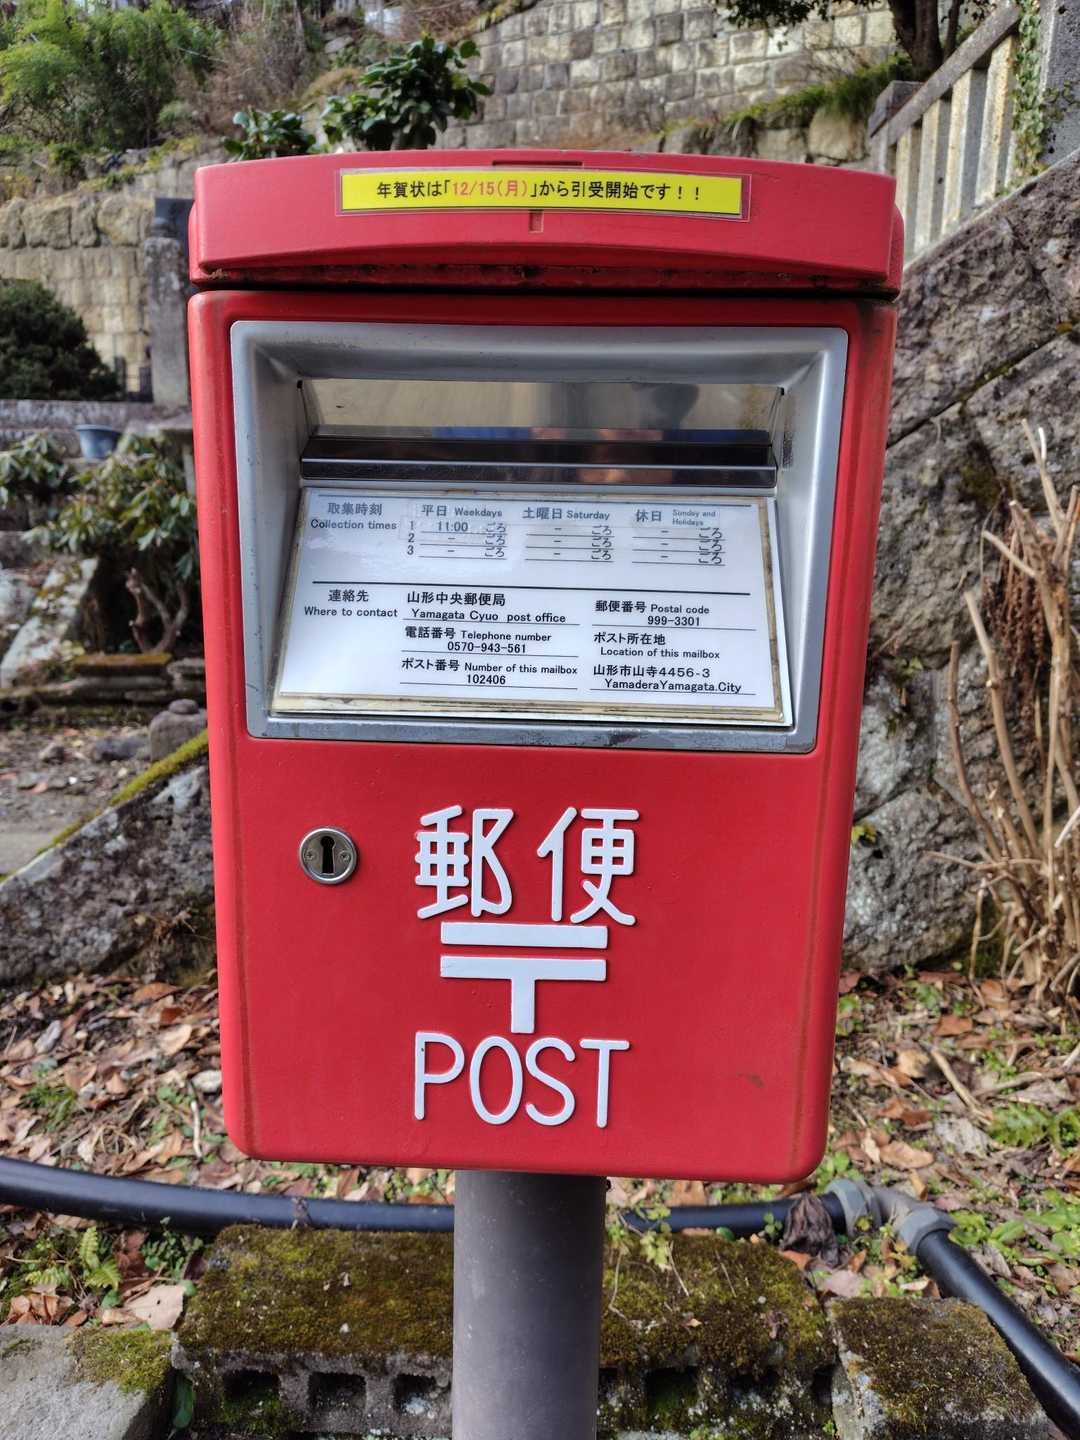 年賀状は「12/15(月)」から引受開始です！！
取集時刻 平日 Weekdays 土曜日 Saturday 休日 Sunday and Holidays
Collection times 1 11:00 ごろ - ごろ - ごろ
2 - ごろ - ごろ - ごろ
3 - ごろ - ごろ - ごろ
連絡先
Where to contact
山形中央郵便局
Yamagata Cyuo post office
電話番号 Telephone number
0570-943-561
ポスト番号 Number of this mailbox
102406
郵便番号 Postal code
999-3301
ポスト所在地
Location of this mailbox
山形市山寺4456-3
YamaderaYamagata.City
郵便
〒
POST